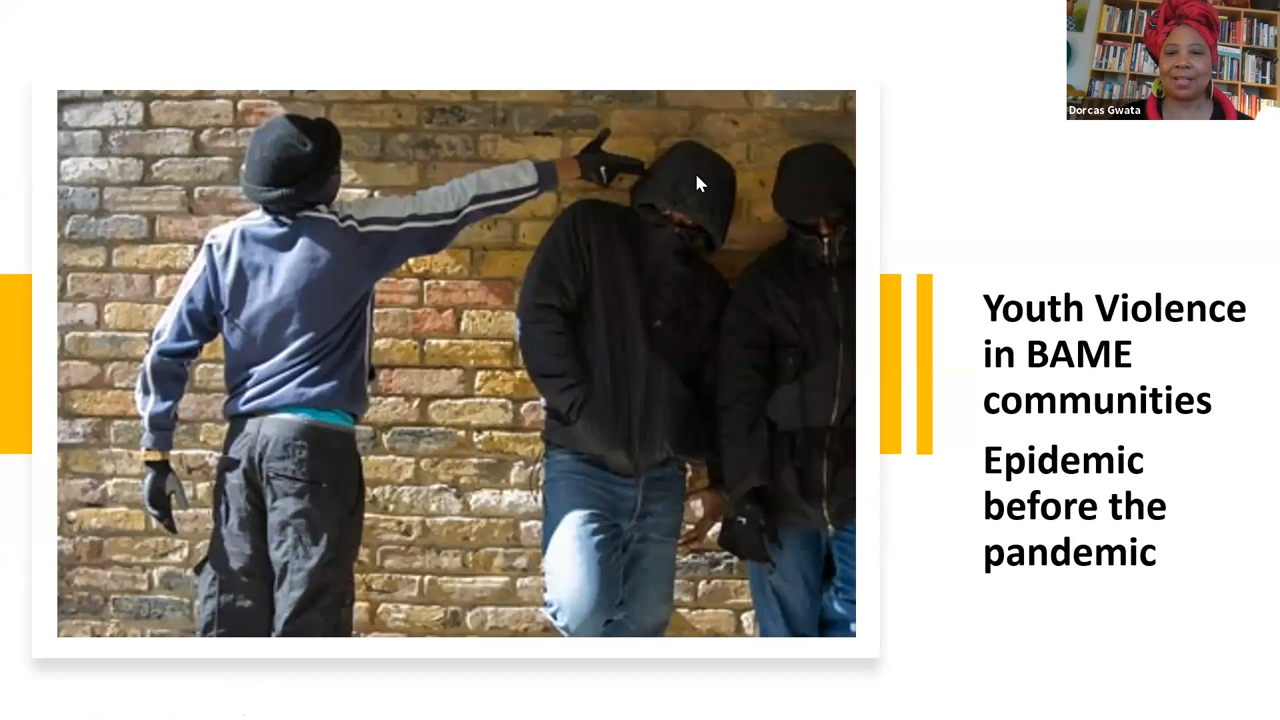 Dorcas Gwata
Youth Violence
in BAME
communities
Epidemic
before the
pandemic